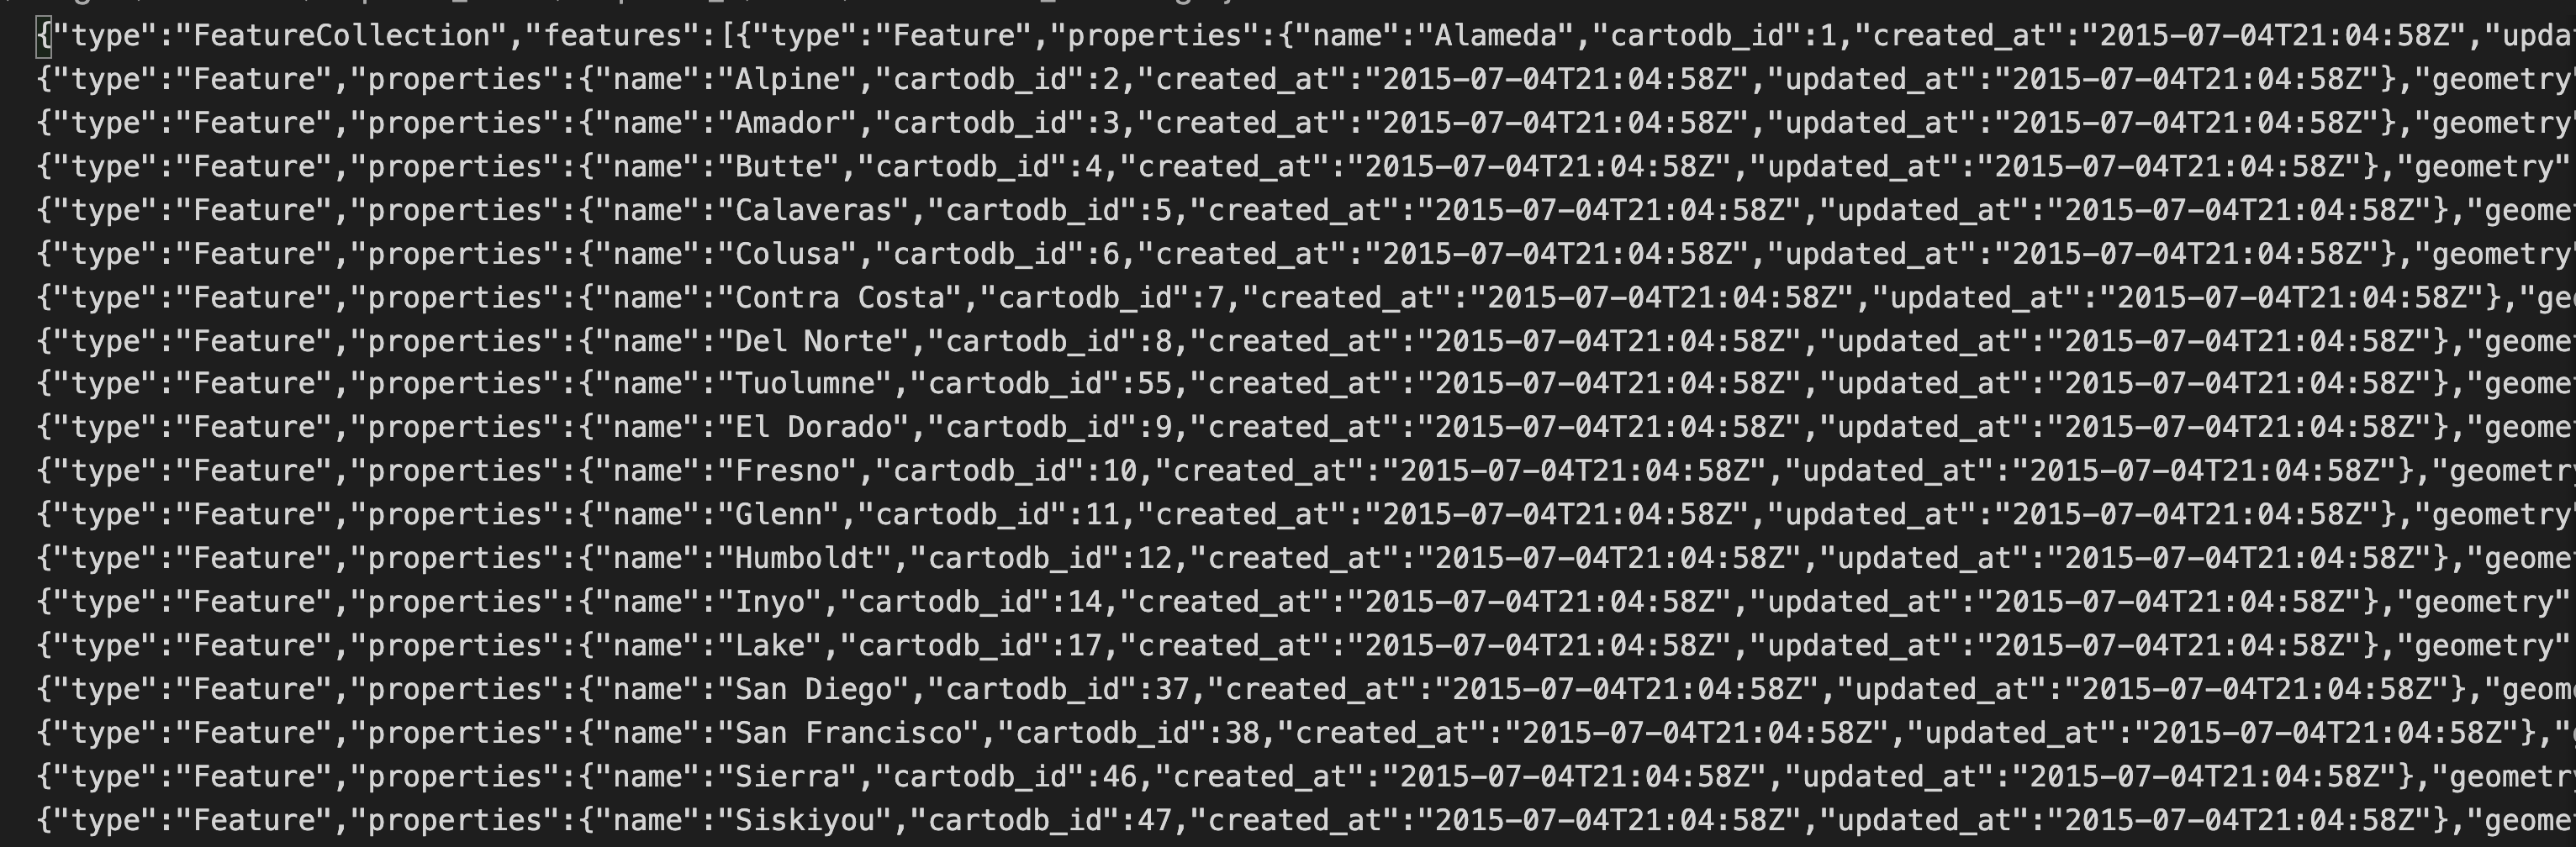 {"type":"FeatureCollection","features":[{"type":"Feature","properties":{"name":"Alameda","cartodb_id":1,"created_at":"2015-07-04T21:04:58Z","upda
{"type":"Feature","properties":{"name":"Alpine","cartodb_id":2,"created_at":"2015-07-04T21:04:58Z","updated_at":"2015-07-04T21:04:58Z"},"geometry
{"type":"Feature","properties":{"name":"Amador","cartodb_id":3,"created_at":"2015-07-04T21:04:58Z","updated_at":"2015-07-04T21:04:58Z"},"geometry
{"type":"Feature","properties":{"name":"Butte","cartodb_id":4,"created_at":"2015-07-04T21:04:58Z","updated_at":"2015-07-04T21:04:58Z"},"geometry"
{"type":"Feature","properties":{"name":"Calaveras","cartodb_id":5,"created_at":"2015-07-04T21:04:58Z","updated_at":"2015-07-04T21:04:58Z"},"geome
{"type":"Feature","properties":{"name":"Colusa","cartodb_id":6,"created_at":"2015-07-04T21:04:58Z","updated_at":"2015-07-04T21:04:58Z"},"geometry
{"type":"Feature","properties":{"name":"Contra Costa","cartodb_id":7,"created_at":"2015-07-04T21:04:58Z","updated_at":"2015-07-04T21:04:58Z"},"ge
{"type":"Feature","properties":{"name":"Del Norte","cartodb_id":8,"created_at":"2015-07-04T21:04:58Z","updated_at":"2015-07-04T21:04:58Z"},"geome
{"type":"Feature","properties":{"name":"Tuolumne","cartodb_id":55,"created_at":"2015-07-04T21:04:58Z","updated_at":"2015-07-04T21:04:58Z"},"geome
{"type":"Feature","properties":{"name":"El Dorado","cartodb_id":9,"created_at":"2015-07-04T21:04:58Z","updated_at":"2015-07-04T21:04:58Z"},"geome
{"type":"Feature","properties":{"name":"Fresno","cartodb_id":10,"created_at":"2015-07-04T21:04:58Z","updated_at":"2015-07-04T21:04:58Z"},"geometry
{"type":"Feature","properties":{"name":"Glenn","cartodb_id":11,"created_at":"2015-07-04T21:04:58Z","updated_at":"2015-07-04T21:04:58Z"},"geometry
{"type":"Feature","properties":{"name":"Humboldt","cartodb_id":12,"created_at":"2015-07-04T21:04:58Z","updated_at":"2015-07-04T21:04:58Z"},"geome
{"type":"Feature","properties":{"name":"Inyo","cartodb_id":14,"created_at":"2015-07-04T21:04:58Z","updated_at":"2015-07-04T21:04:58Z"},"geometry"
{"type":"Feature","properties":{"name":"Lake","cartodb_id":17,"created_at":"2015-07-04T21:04:58Z","updated_at":"2015-07-04T21:04:58Z"},"geometry"
{"type":"Feature","properties":{"name":"San Diego","cartodb_id":37,"created_at":"2015-07-04T21:04:58Z","updated_at":"2015-07-04T21:04:58Z"},"geom
{"type":"Feature","properties":{"name":"San Francisco","cartodb_id":38,"created_at":"2015-07-04T21:04:58Z","updated_at":"2015-07-04T21:04:58Z"},"
{"type":"Feature","properties":{"name":"Sierra","cartodb_id":46,"created_at":"2015-07-04T21:04:58Z","updated_at":"2015-07-04T21:04:58Z"},"geometry
{"type":"Feature","properties":{"name":"Siskiyou","cartodb_id":47,"created_at":"2015-07-04T21:04:58Z","updated_at":"2015-07-04T21:04:58Z"},"geome